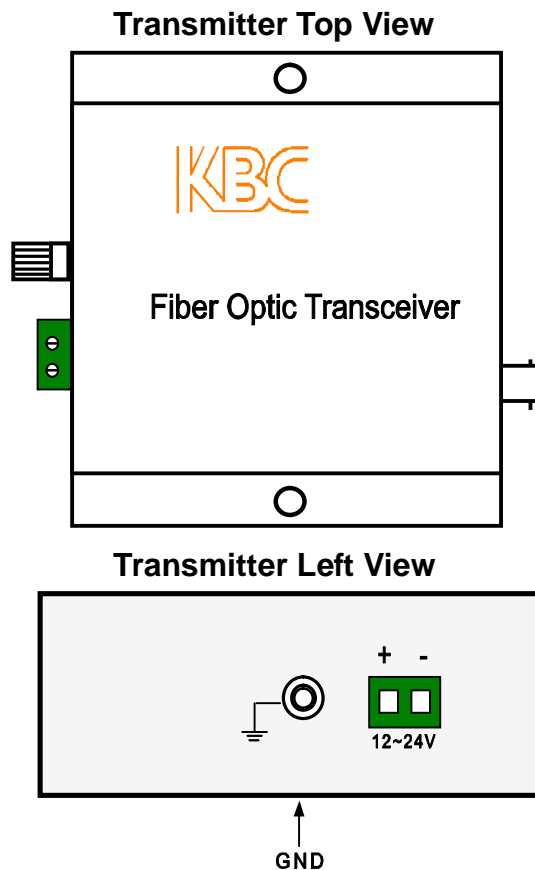 Transmitter Top View
KBC
Fiber Optic Transceiver
Transmitter Left View
+ -
12~24V
GND